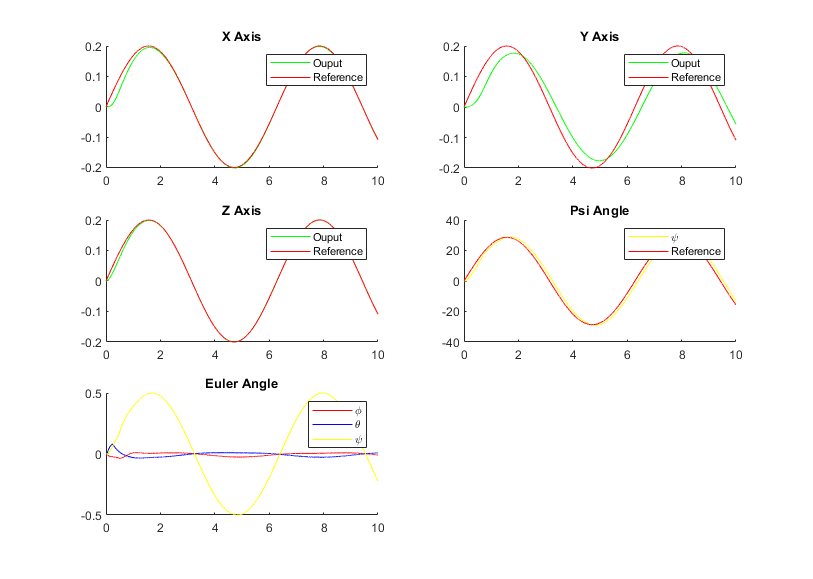 X Axis
0.2
0.1
0
-0.1
-0.2
0 2 4 6 8 10
Ouput
Reference
Y Axis
0.2
0.1
0
-0.1
-0.2
0 2 4 6 8 10
Ouput
Reference
Z Axis
0.2
0.1
0
-0.1
-0.2
0 2 4 6 8 10
Ouput
Reference
Psi Angle
40
20
0
-20
-40
0 2 4 6 8 10
ψ
Reference
Euler Angle
0.5
0
-0.5
0 2 4 6 8 10
ϕ
θ
ψ